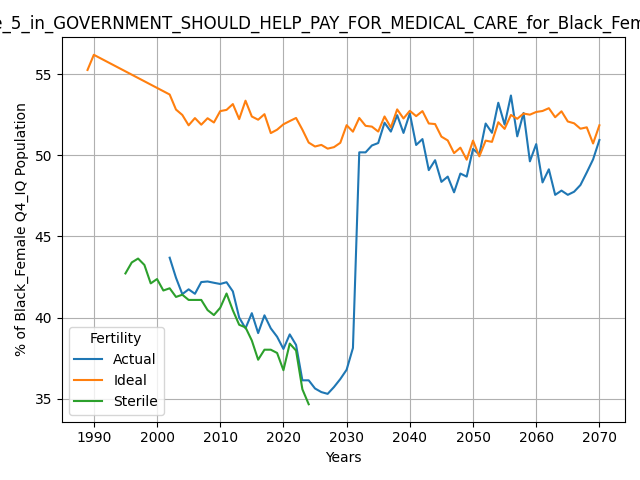 e_5_in_GOVERNMENT_SHOULD_HELP_PAY_FOR_MEDICAL_CARE_for_Black_Fem
55
50
45
40
35
% of Black_Female Q4_IQ Population
Fertility
Actual
Ideal
Sterile
1990 2000 2010 2020 2030 2040 2050 2060 2070
Years